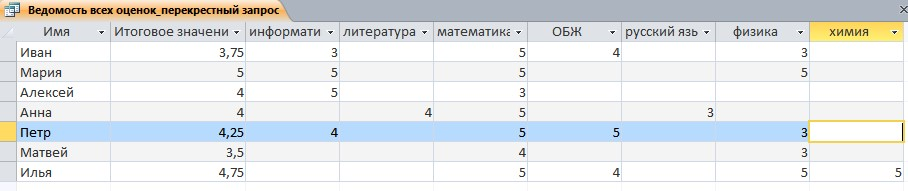 Ведомость всех оценок_перекрестный запрос
Имя Итоговое значени информати литература математика ОБЖ русский язь физика химия
Иван 3,75 3 5 4 3
Мария 5 5 5 5
Алексей 4 5 3
Анна 4 4 5 3
Петр 4,25 4 5 5 3
Матвей 3,5 4 3
Илья 4,75 5 4 5 5